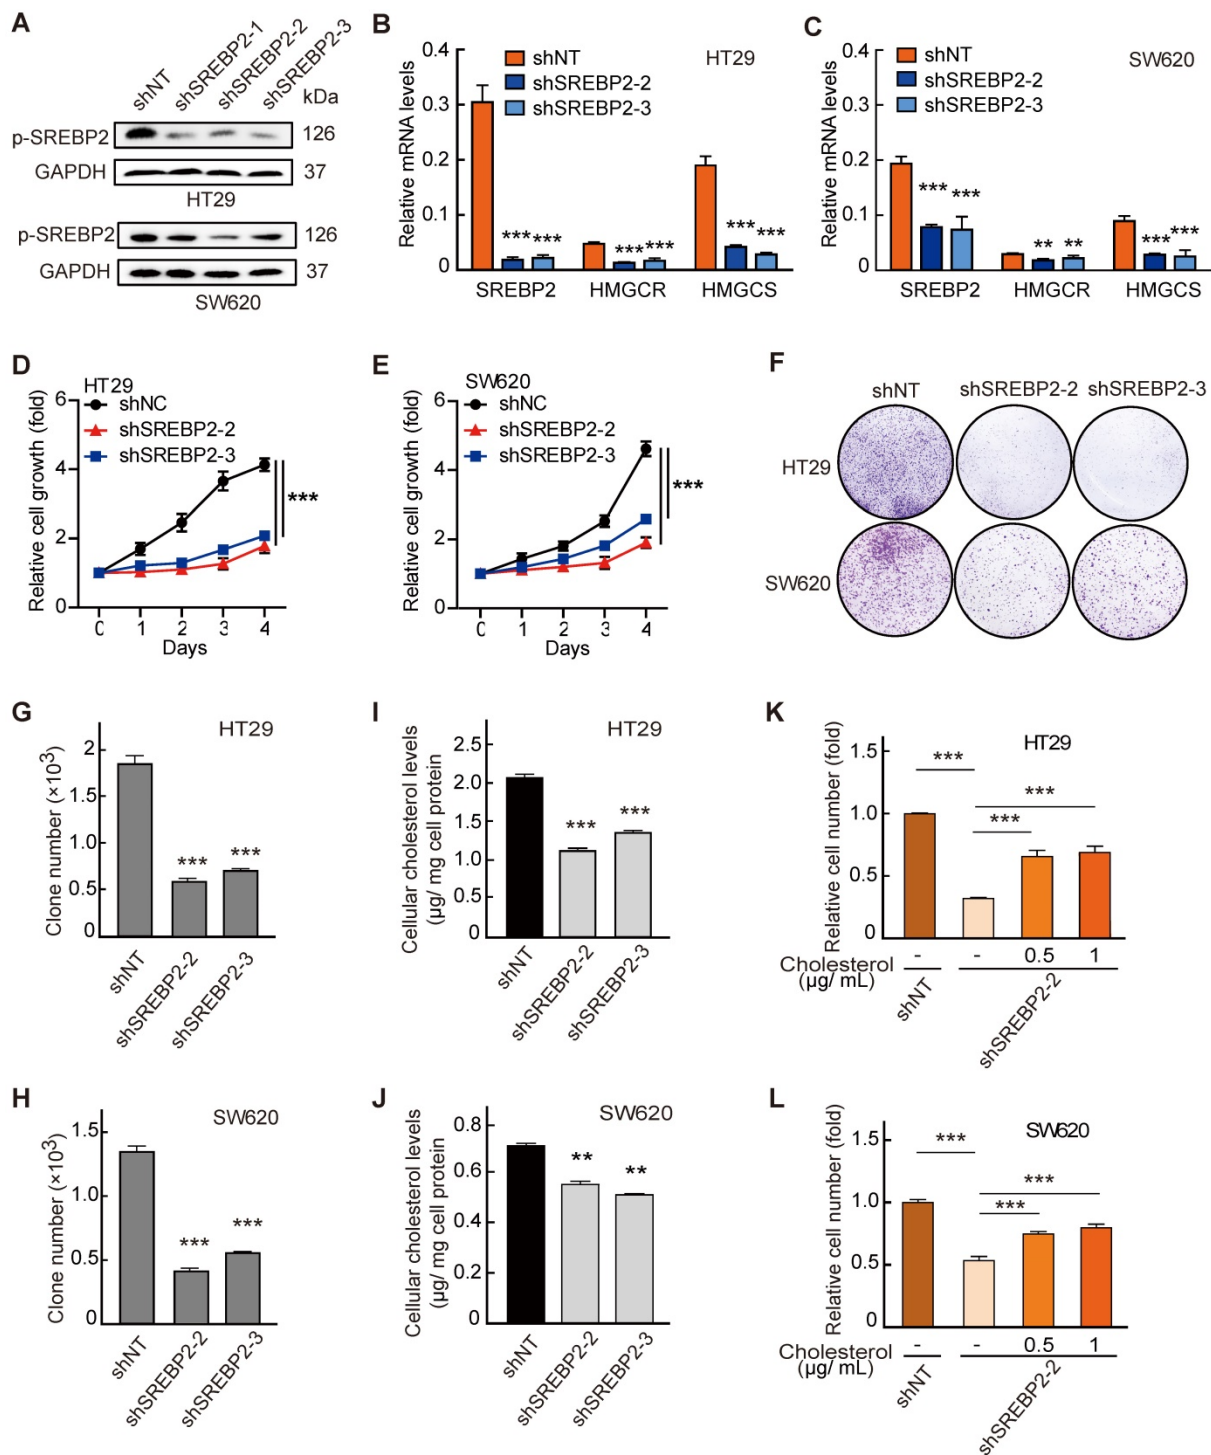 A
shNT
shSREBP2-1
shSREBP2-2
shSREBP2-3
kDa
p-SREBP2
126
GAPDH
37
HT29
p-SREBP2
126
GAPDH
37
SW620
B
Relative mRNA levels
0.4
0.3
0.2
0.1
0
shNT
shSREBP2-2
shSREBP2-3
HT29
*** ***
*** ***
*** ***
SREBP2
HMGCR
HMGCS
C
Relative mRNA levels
0.4
0.3
0.2
0.1
0
shNT
shSREBP2-2
shSREBP2-3
SW620
*** ***
** **
*** ***
SREBP2
HMGCR
HMGCS
D
HT29
Relative cell growth (fold)
6
4
2
0
shNC
shSREBP2-2
shSREBP2-3
***
0 1 2 3 4
Days
E
SW620
Relative cell growth (fold)
6
4
2
0
shNC
shSREBP2-2
shSREBP2-3
***
0 1 2 3 4
Days
F
shNT
shSREBP2-2
shSREBP2-3
HT29
SW620
G
HT29
Clone number (×10³)
2
1.5
1.0
0.5
0
*** ***
shNT
shSREBP2-2
shSREBP2-3
I
HT29
Cellular cholesterol levels
(µg/ mg cell protein)
2.5
2.0
1.5
1.0
0.5
0
*** ***
shNT
shSREBP2-2
shSREBP2-3
K
HT29
Relative cell number (fold)
1.5
1.0
0.5
0
***
***
***
Cholesterol
(µg/ mL)
- - 0.5 1
shNT
shSREBP2-2
H
SW620
Clone number (×10³)
1.5
1.0
0.5
0
*** ***
shNT
shSREBP2-2
shSREBP2-3
J
SW620
Cellular cholesterol levels
(µg/ mg cell protein)
0.8
0.6
0.4
0.2
0
** **
shNT
shSREBP2-2
shSREBP2-3
L
SW620
Relative cell number (fold)
1.5
1.0
0.5
0
***
***
***
Cholesterol
(µg/ mL)
- - 0.5 1
shNT
shSREBP2-2